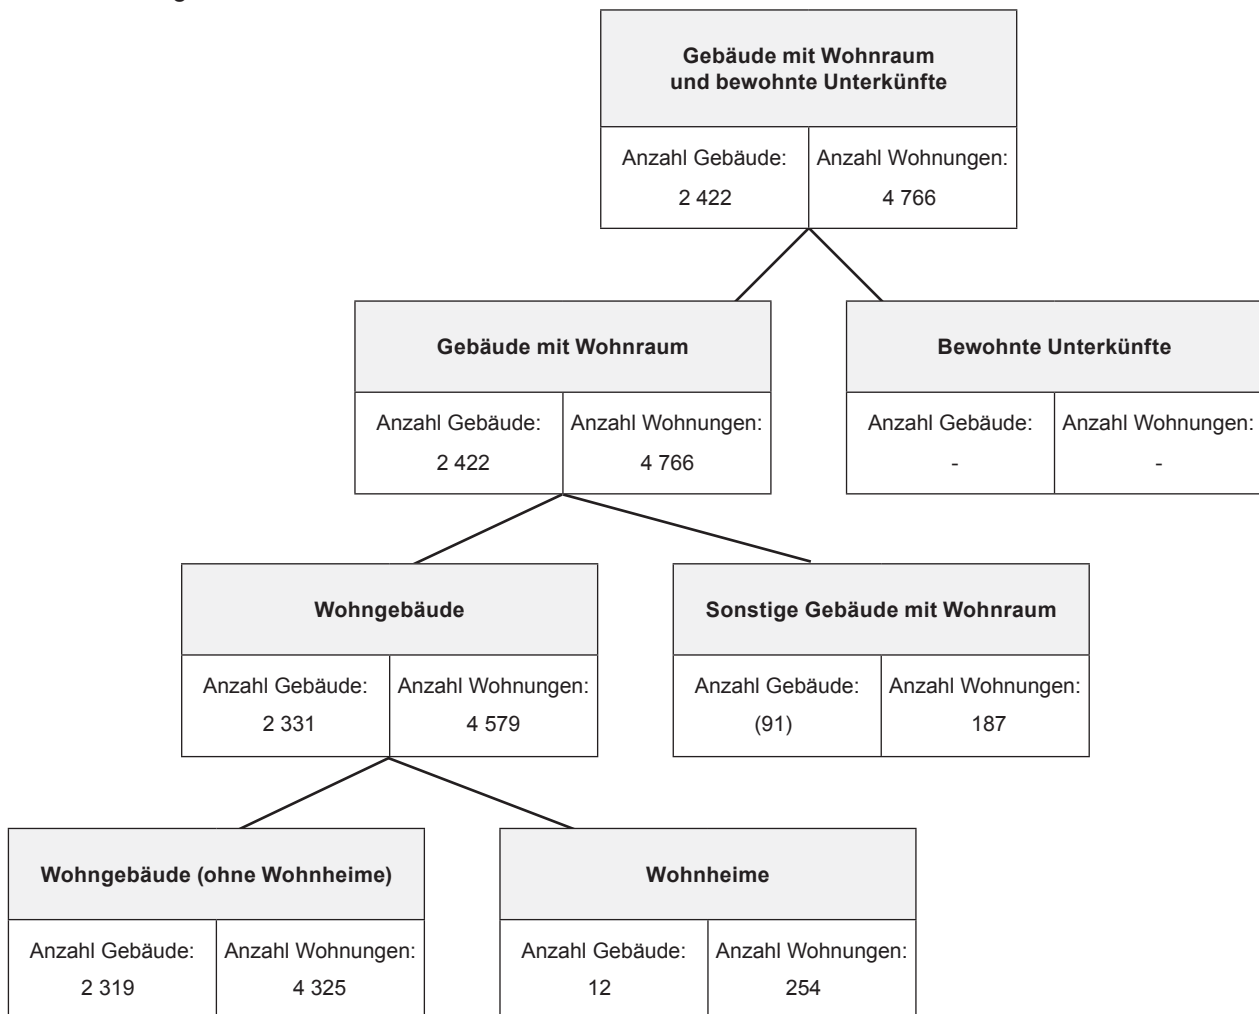 Gebäude mit Wohnraum
und bewohnte Unterkünfte
Anzahl Gebäude:
Anzahl Wohnungen:
2 422
4 766
Gebäude mit Wohnraum
Bewohnte Unterkünfte
Anzahl Gebäude:
Anzahl Wohnungen:
Anzahl Gebäude:
Anzahl Wohnungen:
2 422
4 766
-
-
Wohngebäude
Sonstige Gebäude mit Wohnraum
Anzahl Gebäude:
Anzahl Wohnungen:
Anzahl Gebäude:
Anzahl Wohnungen:
2 331
4 579
(91)
187
Wohngebäude (ohne Wohnheime)
Wohnheime
Anzahl Gebäude:
Anzahl Wohnungen:
Anzahl Gebäude:
Anzahl Wohnungen:
2 319
4 325
12
254